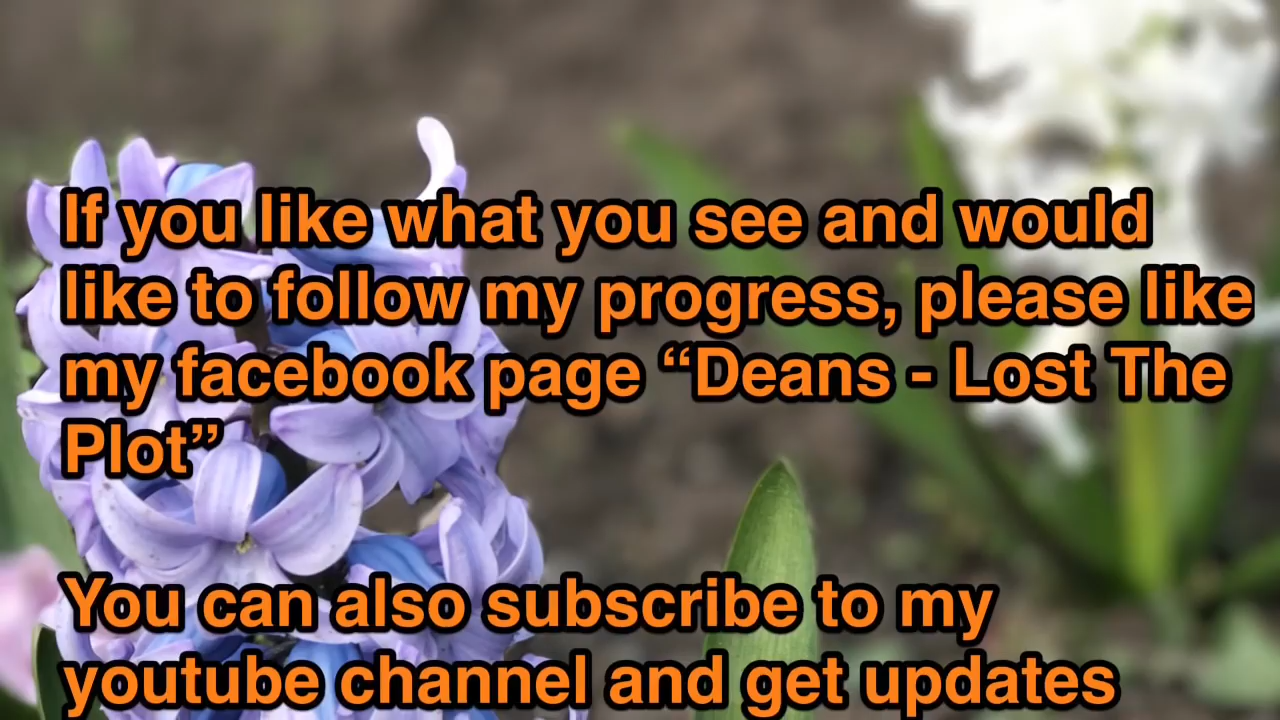 If you like what you see and would
like to follow my progress, please like
my facebook page “Deans - Lost The
Plot”
You can also subscribe to my
youtube channel and get updates